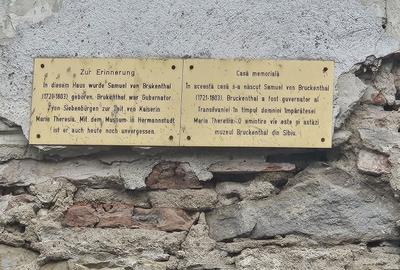 Zur Erinnerung
In diesem Haus wurde Samuel von Brukenthal
(1721-1803) geboren. Brukenthal war Gubernator
von Siebenbürgen zur Zeit von Kaiserin
Maria Theresia. Mit dem Museum in Hermannstadt
ist er auch heute noch unvergessen.
Casă memorială
În această casă s-a născut Samuel von Bruckenthal
(1721-1803). Bruckenthal a fost guvernator al
Transilvaniei în timpul domniei Împărătesei
Maria Theresia. O amintire vie este și astăzi
muzeul Bruckenthal din Sibiu.